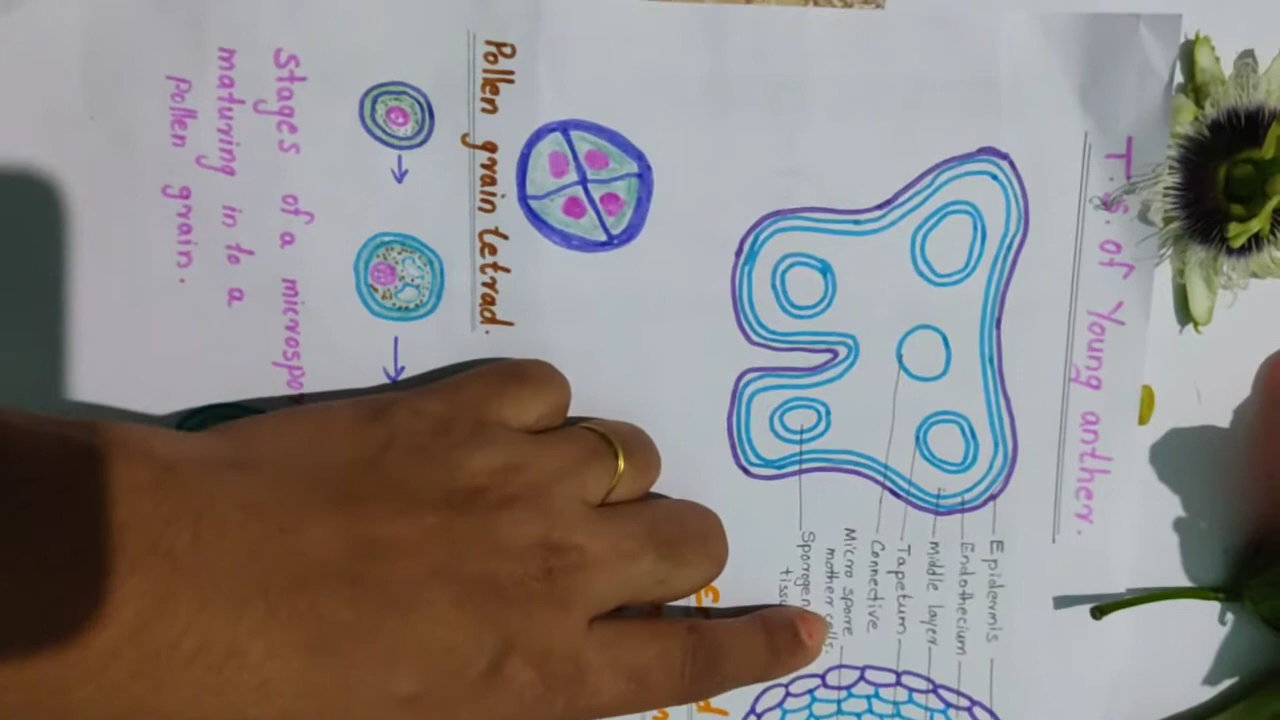 T.S. of Young anther.
Epidermis
Endothecium
Middle layer
Tapetum
Connective
Micro spore
mother cells.
Pollen grain tetrad.
Stages of a
maturing in to a
Pollen grain.